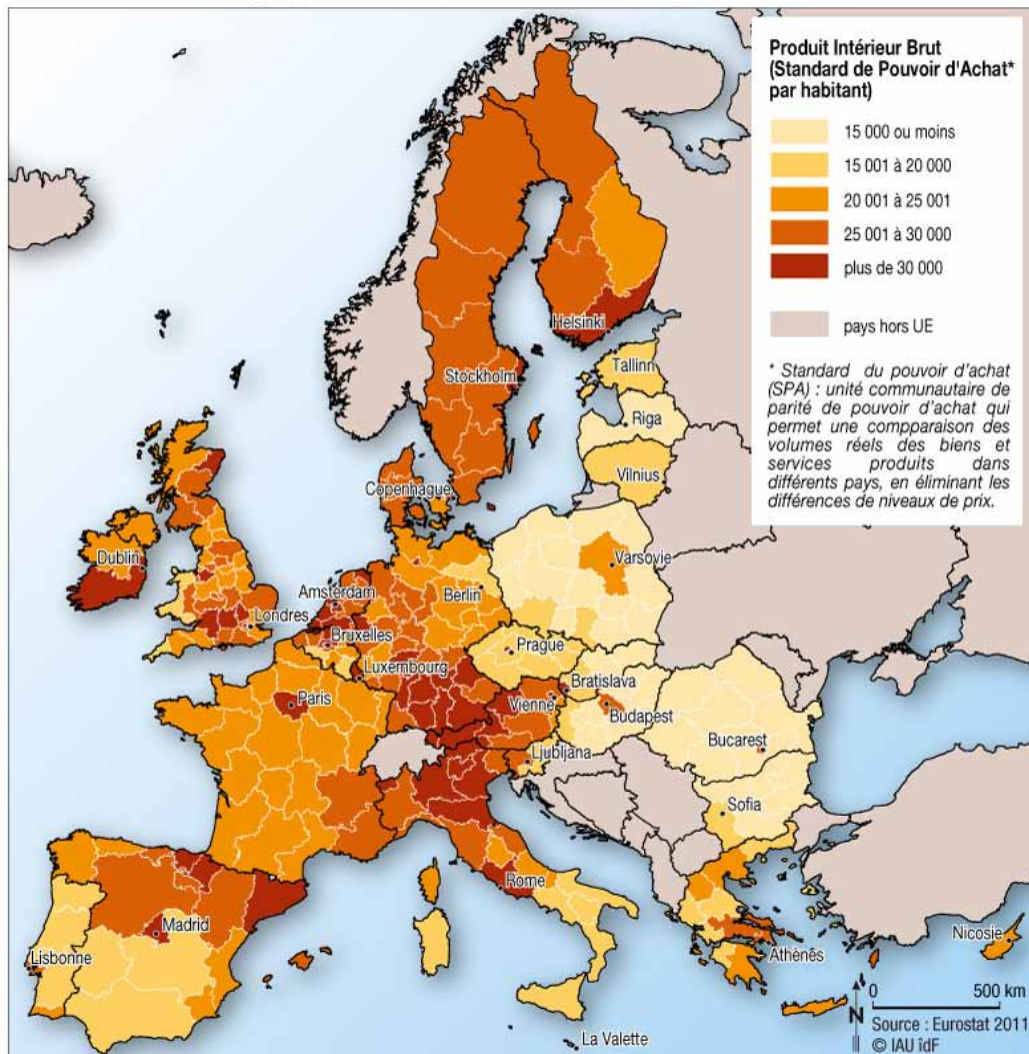 Produit Intérieur Brut
(Standard de Pouvoir d'Achat*
par habitant)
15 000 ou moins
15 001 à 20 000
20 001 à 25 001
25 001 à 30 000
plus de 30 000
pays hors UE
* Standard du pouvoir d'achat
(SPA) : unité communautaire de
parité de pouvoir d'achat qui
permet une compparaison des
volumes réels des biens et
services produits dans
différents pays, en éliminant les
différences de niveaux de prix.
Helsinki
Tallinn
Stockholm
Riga
Vilnius
Copenhague
Dublin
Varsovie
Amsterdam
Berlin
Londres
Bruxelles
Prague
Luxembourg
Paris
Bratislava
Vienne
Budapest
Ljubljana
Bucarest
Sofia
Rome
Madrid
Lisbonne
Athènês
Nicosie
La Valette
N
0 500 km
Source : Eurostat 2011
© IAU îdF